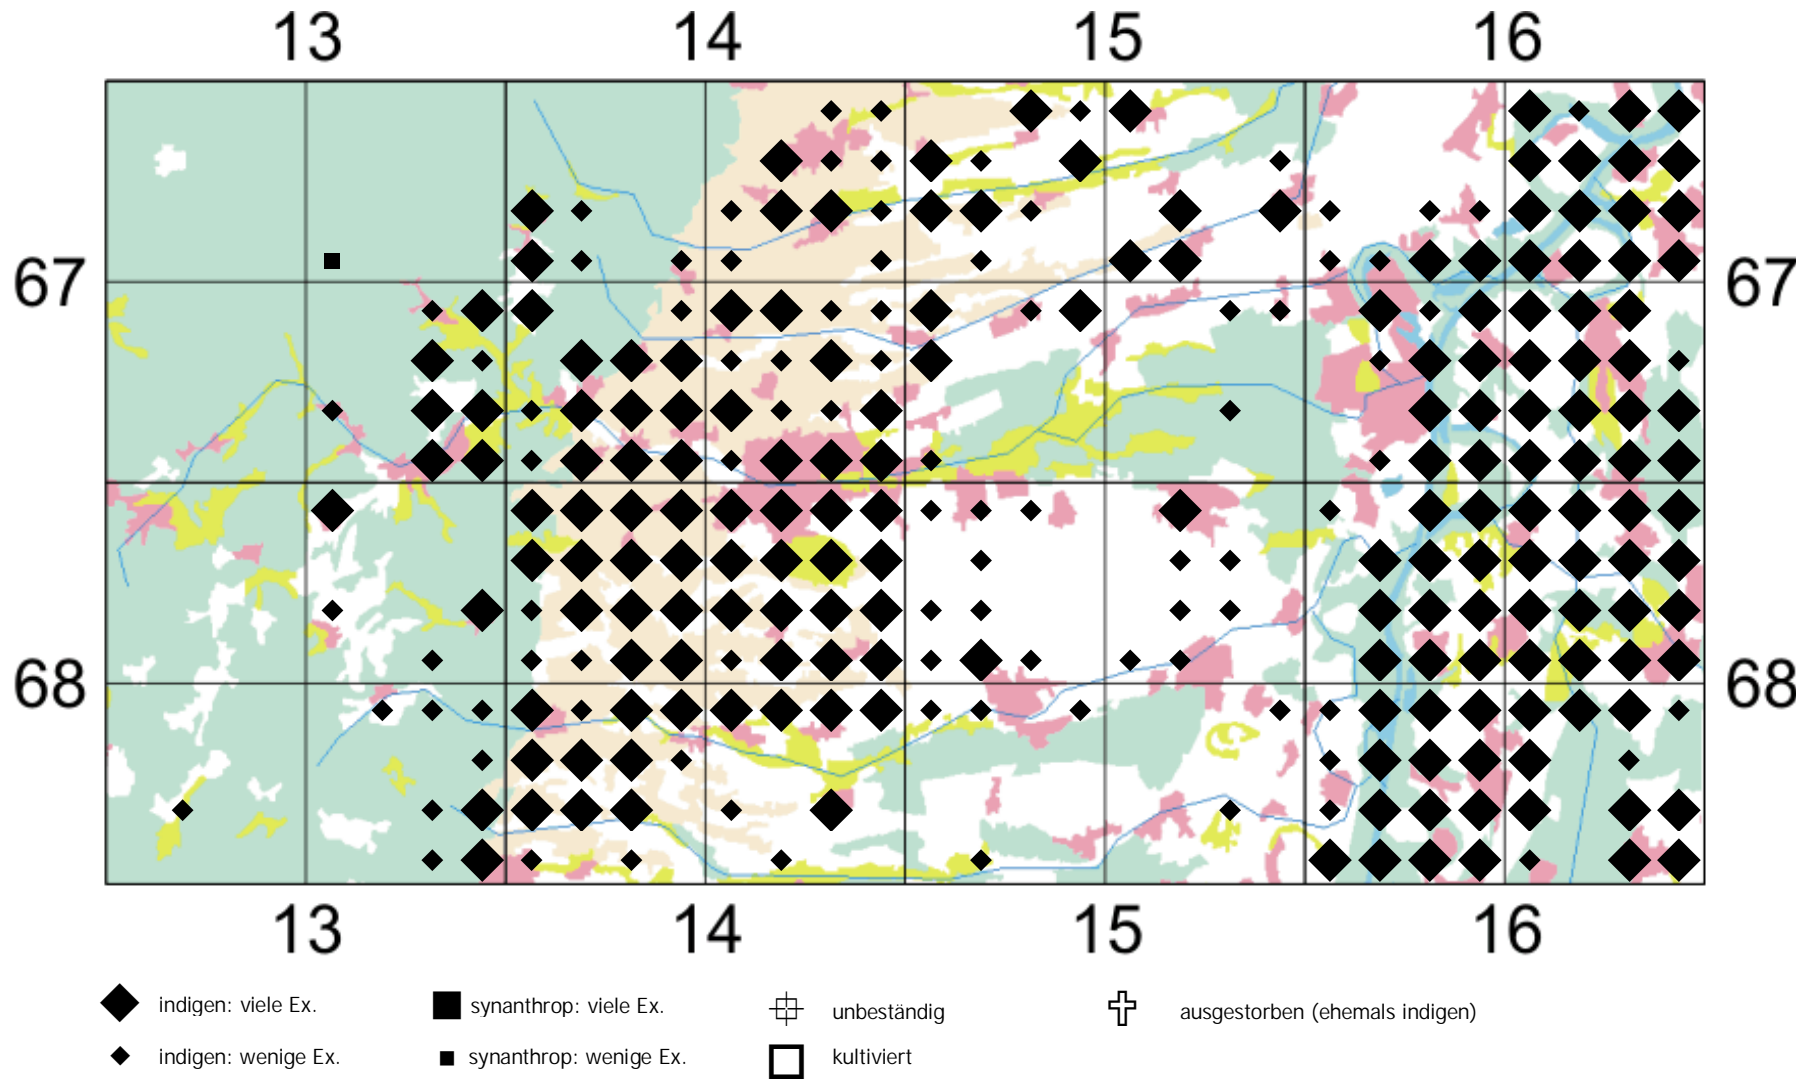 13 14 15 16
67 67
68 68
13 14 15 16
indigen: viele Ex. synanthrop: viele Ex. unbeständig ausgestorben (ehemals indigen)
indigen: wenige Ex. synanthrop: wenige Ex. kultiviert